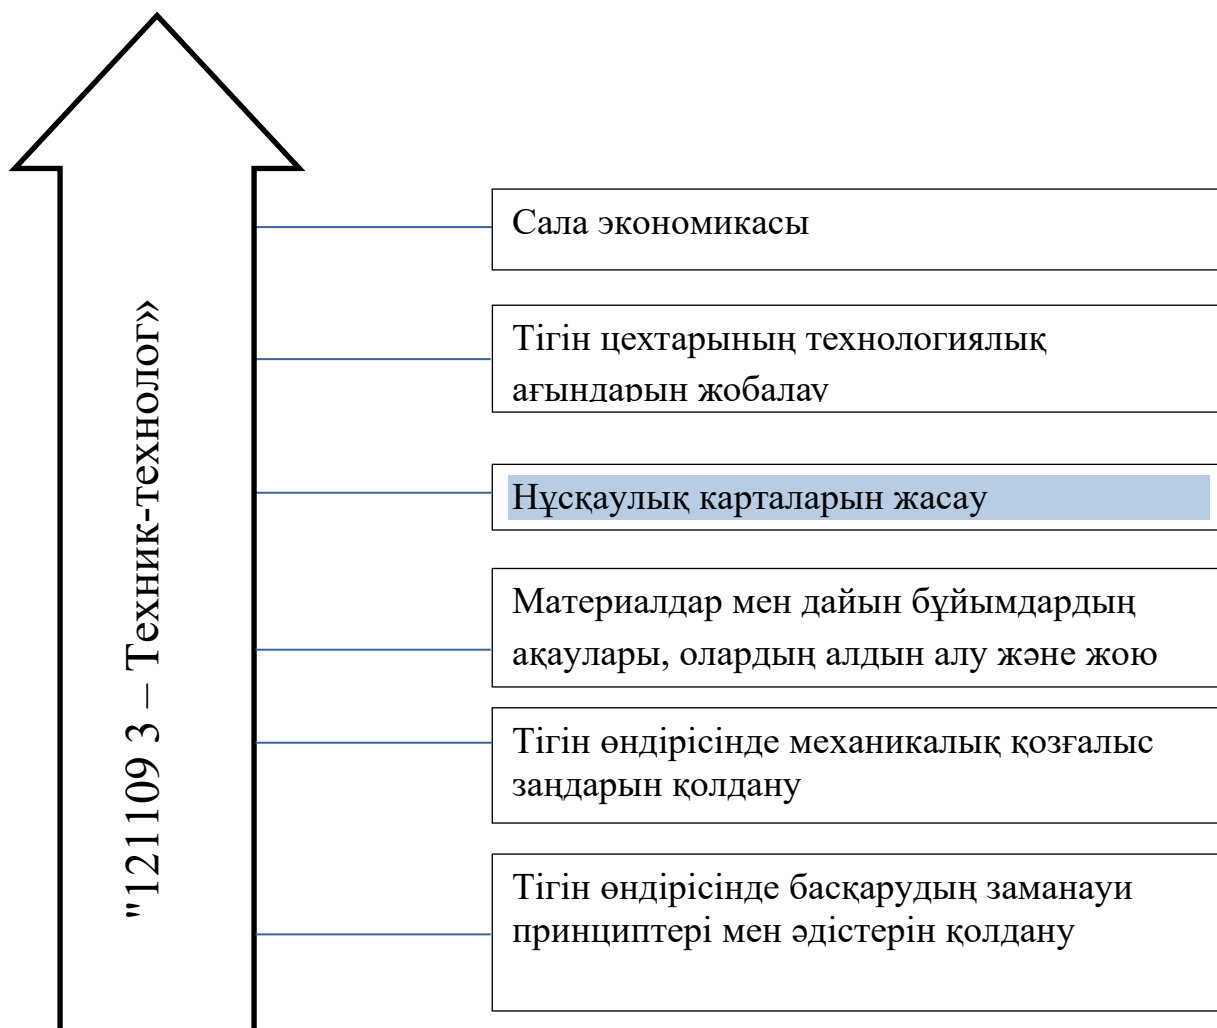 "121109 3 – Техник-технолог»
Сала экономикасы
Тігін цехтарының технологиялық
ағындарын жобалау
Нұсқаулық карталарын жасау
Материалдар мен дайын бұйымдардың
ақаулары, олардың алдын алу және жою
Тігін өндірісінде механикалық қозғалыс
заңдарын қолдану
Тігін өндірісінде басқарудың заманауи
принциптері мен әдістерін қолдану